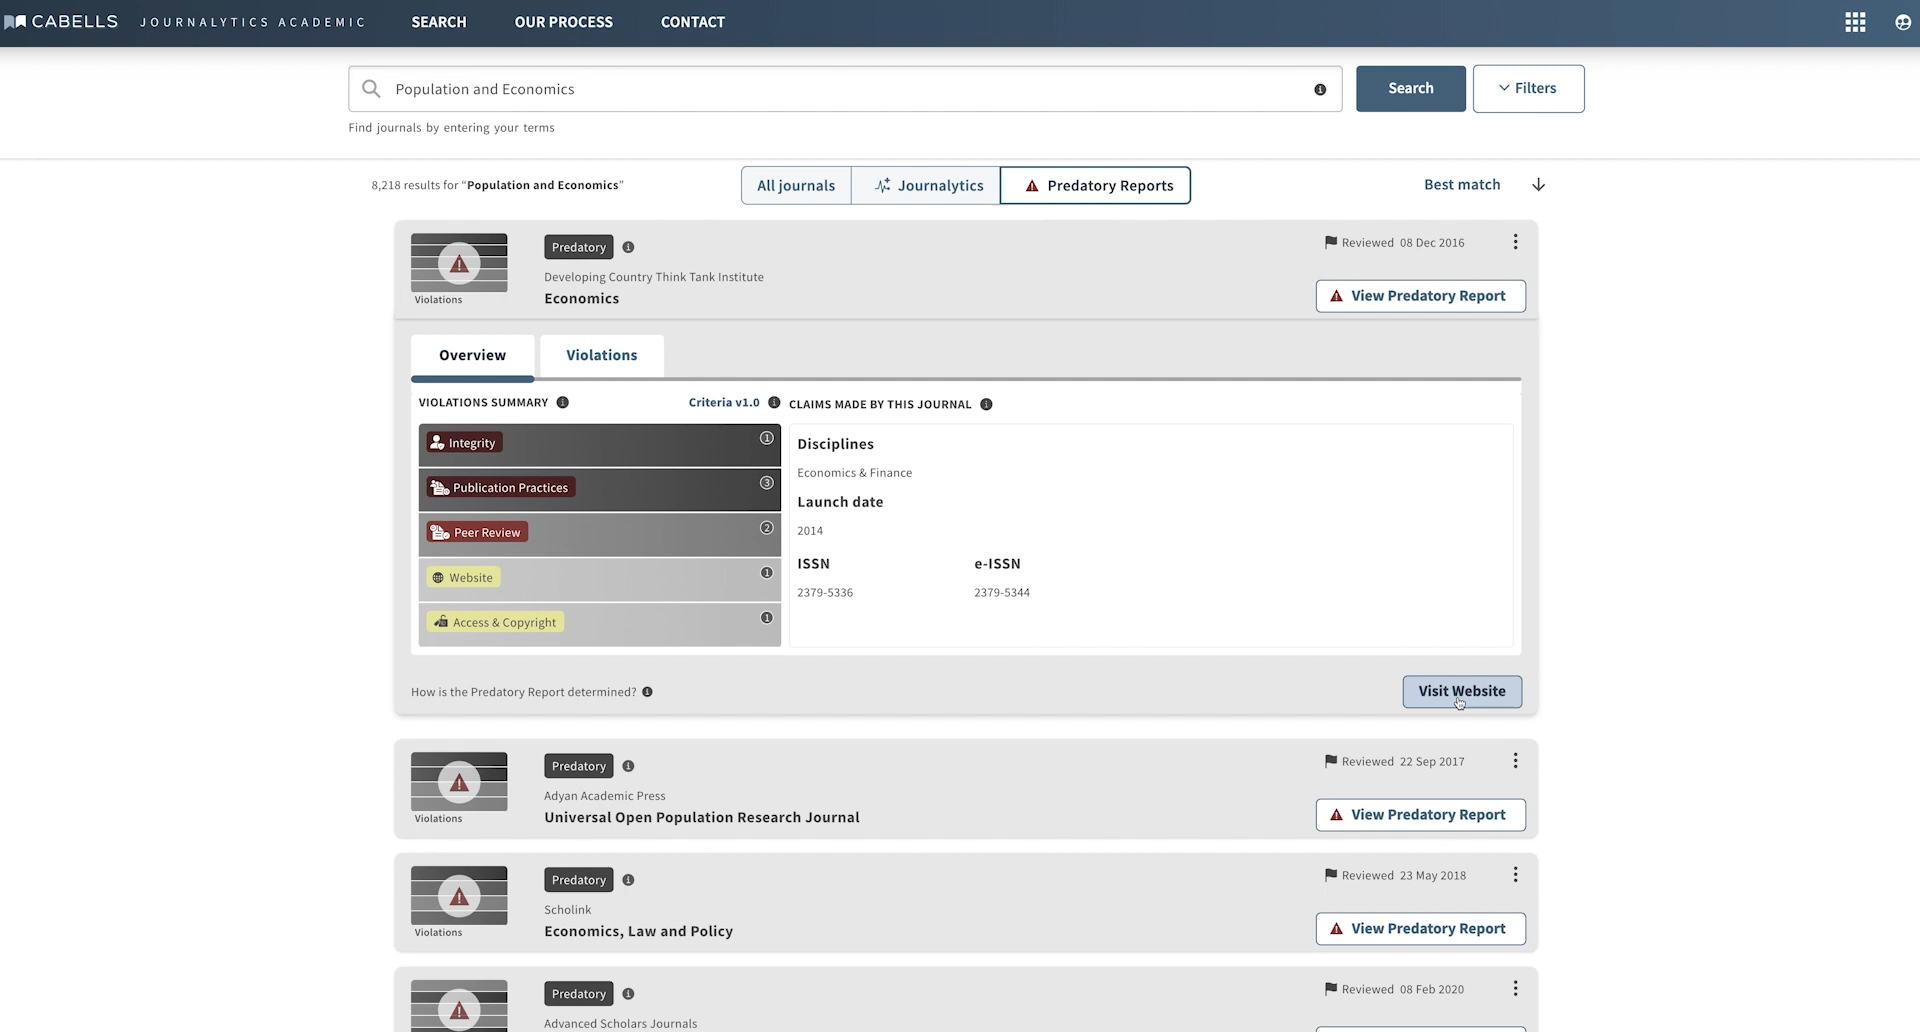 CABELLS JOURNALYTICS ACADEMIC SEARCH OUR PROCESS CONTACT
Population and Economics
Search
Filters
Find journals by entering your terms
8,218 results for “Population and Economics”
All journals
Journalytics
Predatory Reports
Best match
Predatory
Reviewed 08 Dec 2016
Developing Country Think Tank Institute
Economics
Violations
View Predatory Report
Overview
Violations
VIOLATIONS SUMMARY
Criteria v1.0
CLAIMS MADE BY THIS JOURNAL
Integrity 1
Publication Practices 3
Peer Review 2
Website 1
Access & Copyright 1
Disciplines
Economics & Finance
Launch date
2014
ISSN e-ISSN
2379-5336 2379-5344
How is the Predatory Report determined?
Visit Website
Predatory
Reviewed 22 Sep 2017
Adyan Academic Press
Universal Open Population Research Journal
Violations
View Predatory Report
Predatory
Reviewed 23 May 2018
Scholink
Economics, Law and Policy
Violations
View Predatory Report
Predatory
Reviewed 08 Feb 2020
Advanced Scholars Journals